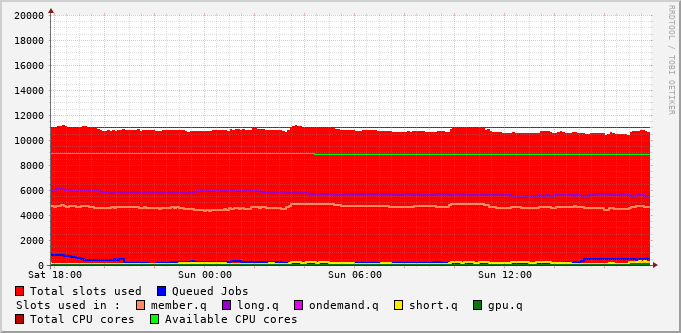 20000
18000
16000
14000
12000
10000
8000
6000
4000
2000
0
Sat 18:00 Sun 00:00 Sun 06:00 Sun 12:00
Total slots used Queued Jobs
Slots used in : member.q long.q ondemand.q short.q gpu.q
Total CPU cores Available CPU cores
RRDTOOL / TOBI OETIKER